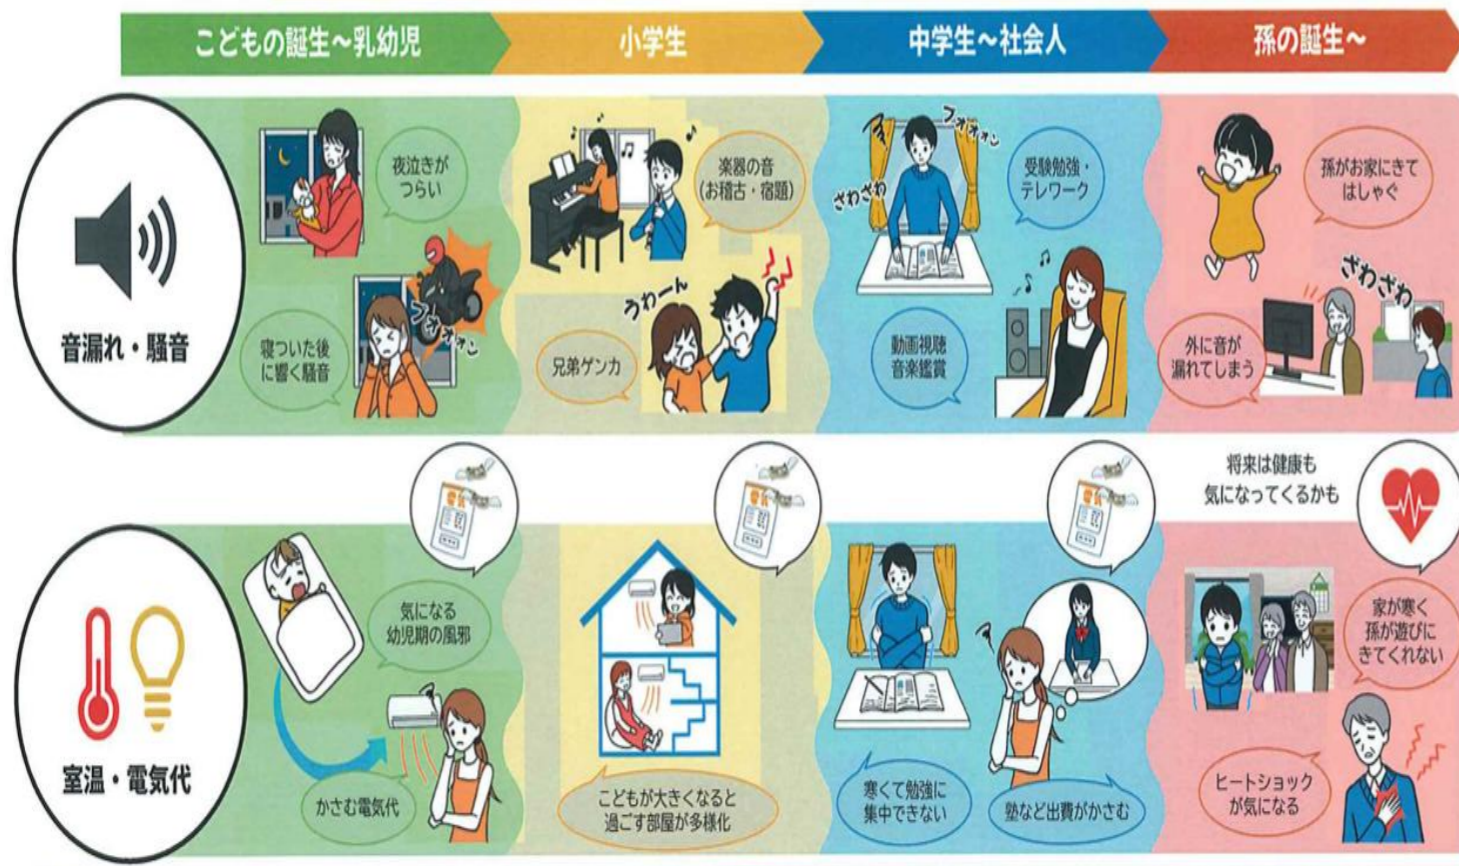 こどもの誕生～乳幼児
小学生
中学生～社会人
孫の誕生～
音漏れ・騒音
夜泣きが
つらい
フオォォン
寝ついた後
に響く騒音
楽器の音
(お稽古・宿題)
うわーん
兄弟ゲンカ
フオォォン
ざわざわ
受験勉強・
テレワーク
動画視聴
音楽鑑賞
孫がお家にきて
はしゃぐ
ざわざわ
外に音が
漏れてしまう
将来は健康も
気になってくるかも
室温・電気代
気になる
幼児期の風邪
かさむ電気代
こどもが大きくなると
過ごす部屋が多様化
寒くて勉強に
集中できない
塾など出費がかさむ
家が寒く
孫が遊びに
きてくれない
ヒートショック
が気になる